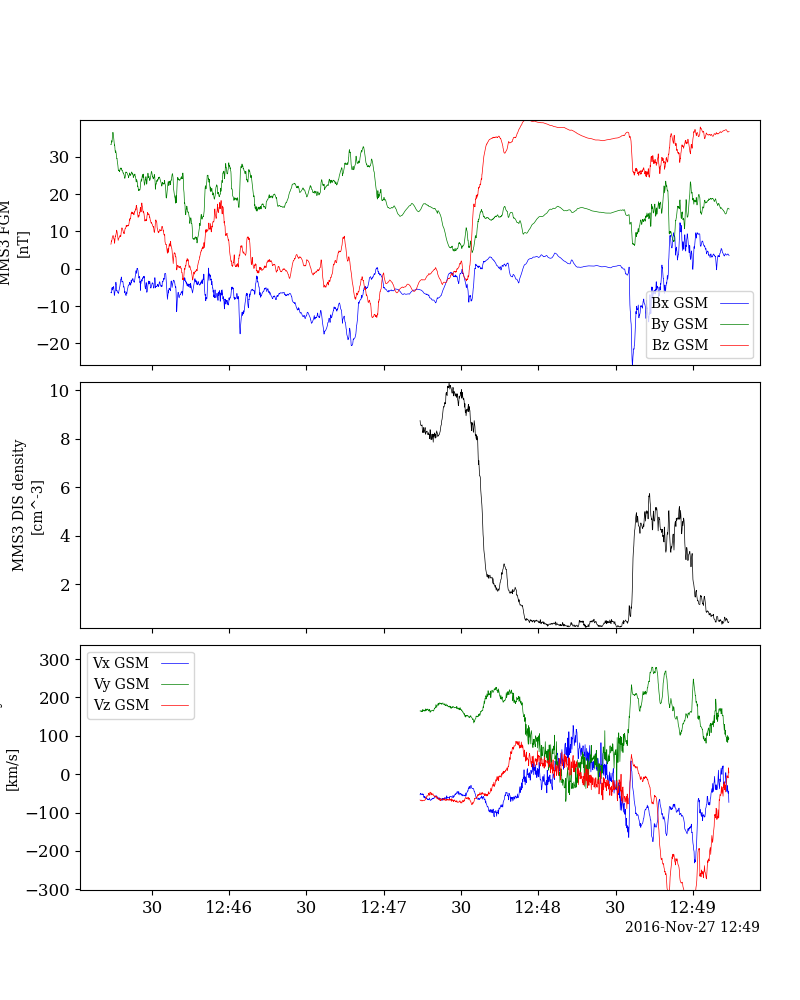 MMS3 FGM
[nT]
30
20
10
0
−10
−20
Bx GSM
By GSM
Bz GSM
MMS3 DIS density
[cm^-3]
10
8
6
4
2
[km/s]
300
200
100
0
−100
−200
−300
Vx GSM
Vy GSM
Vz GSM
30 12:46 30 12:47 30 12:48 30 12:49
2016-Nov-27 12:49